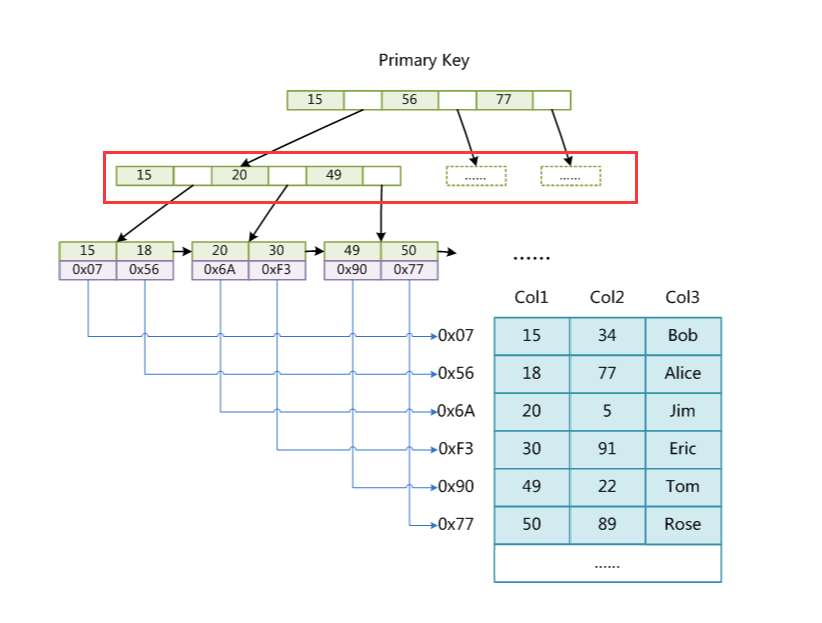 Primary Key
15 56 77
15 20 49 ...... ......
15 18 20 30 49 50
0x07 0x56 0x6A 0xF3 0x90 0x77
......
Col1 Col2 Col3
0x07 15 34 Bob
0x56 18 77 Alice
0x6A 20 5 Jim
0xF3 30 91 Eric
0x90 49 22 Tom
0x77 50 89 Rose
......